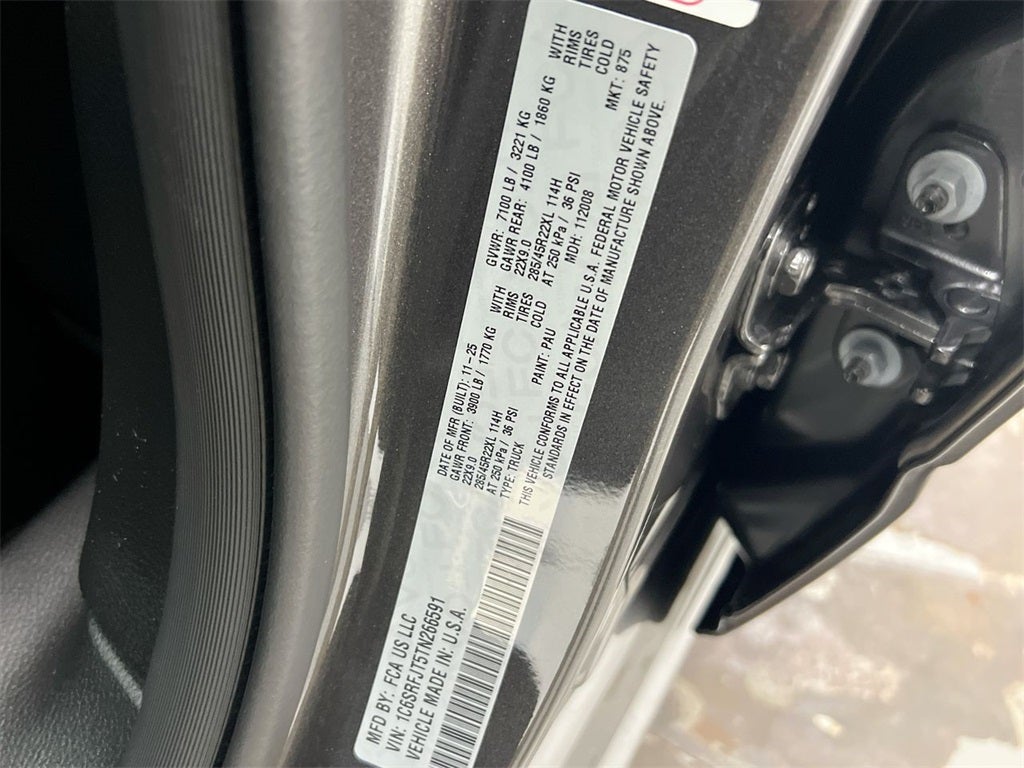 MFD BY: FCA US LLC
VIN: 1C6SRFJT5TN266591
VEHICLE MADE IN: U.S.A.
DATE OF MFR (BUILT): 11-25
GAWR FRONT: 3900 LB / 1770 KG WITH
22X9.0 RIMS
285/45R22XL 114H TIRES
AT 250 kPa / 36 PSI COLD
TYPE: TRUCK PAINT: PAU
GVWR: 7100 LB / 3221 KG
GAWR REAR: 4100 LB / 1860 KG WITH
22X9.0 RIMS
285/45R22XL 114H TIRES
AT 250 kPa / 36 PSI COLD
MDH: 112008 MKT: 875
THIS VEHICLE CONFORMS TO ALL APPLICABLE U.S.A. FEDERAL MOTOR VEHICLE SAFETY
STANDARDS IN EFFECT ON THE DATE OF MANUFACTURE SHOWN ABOVE.